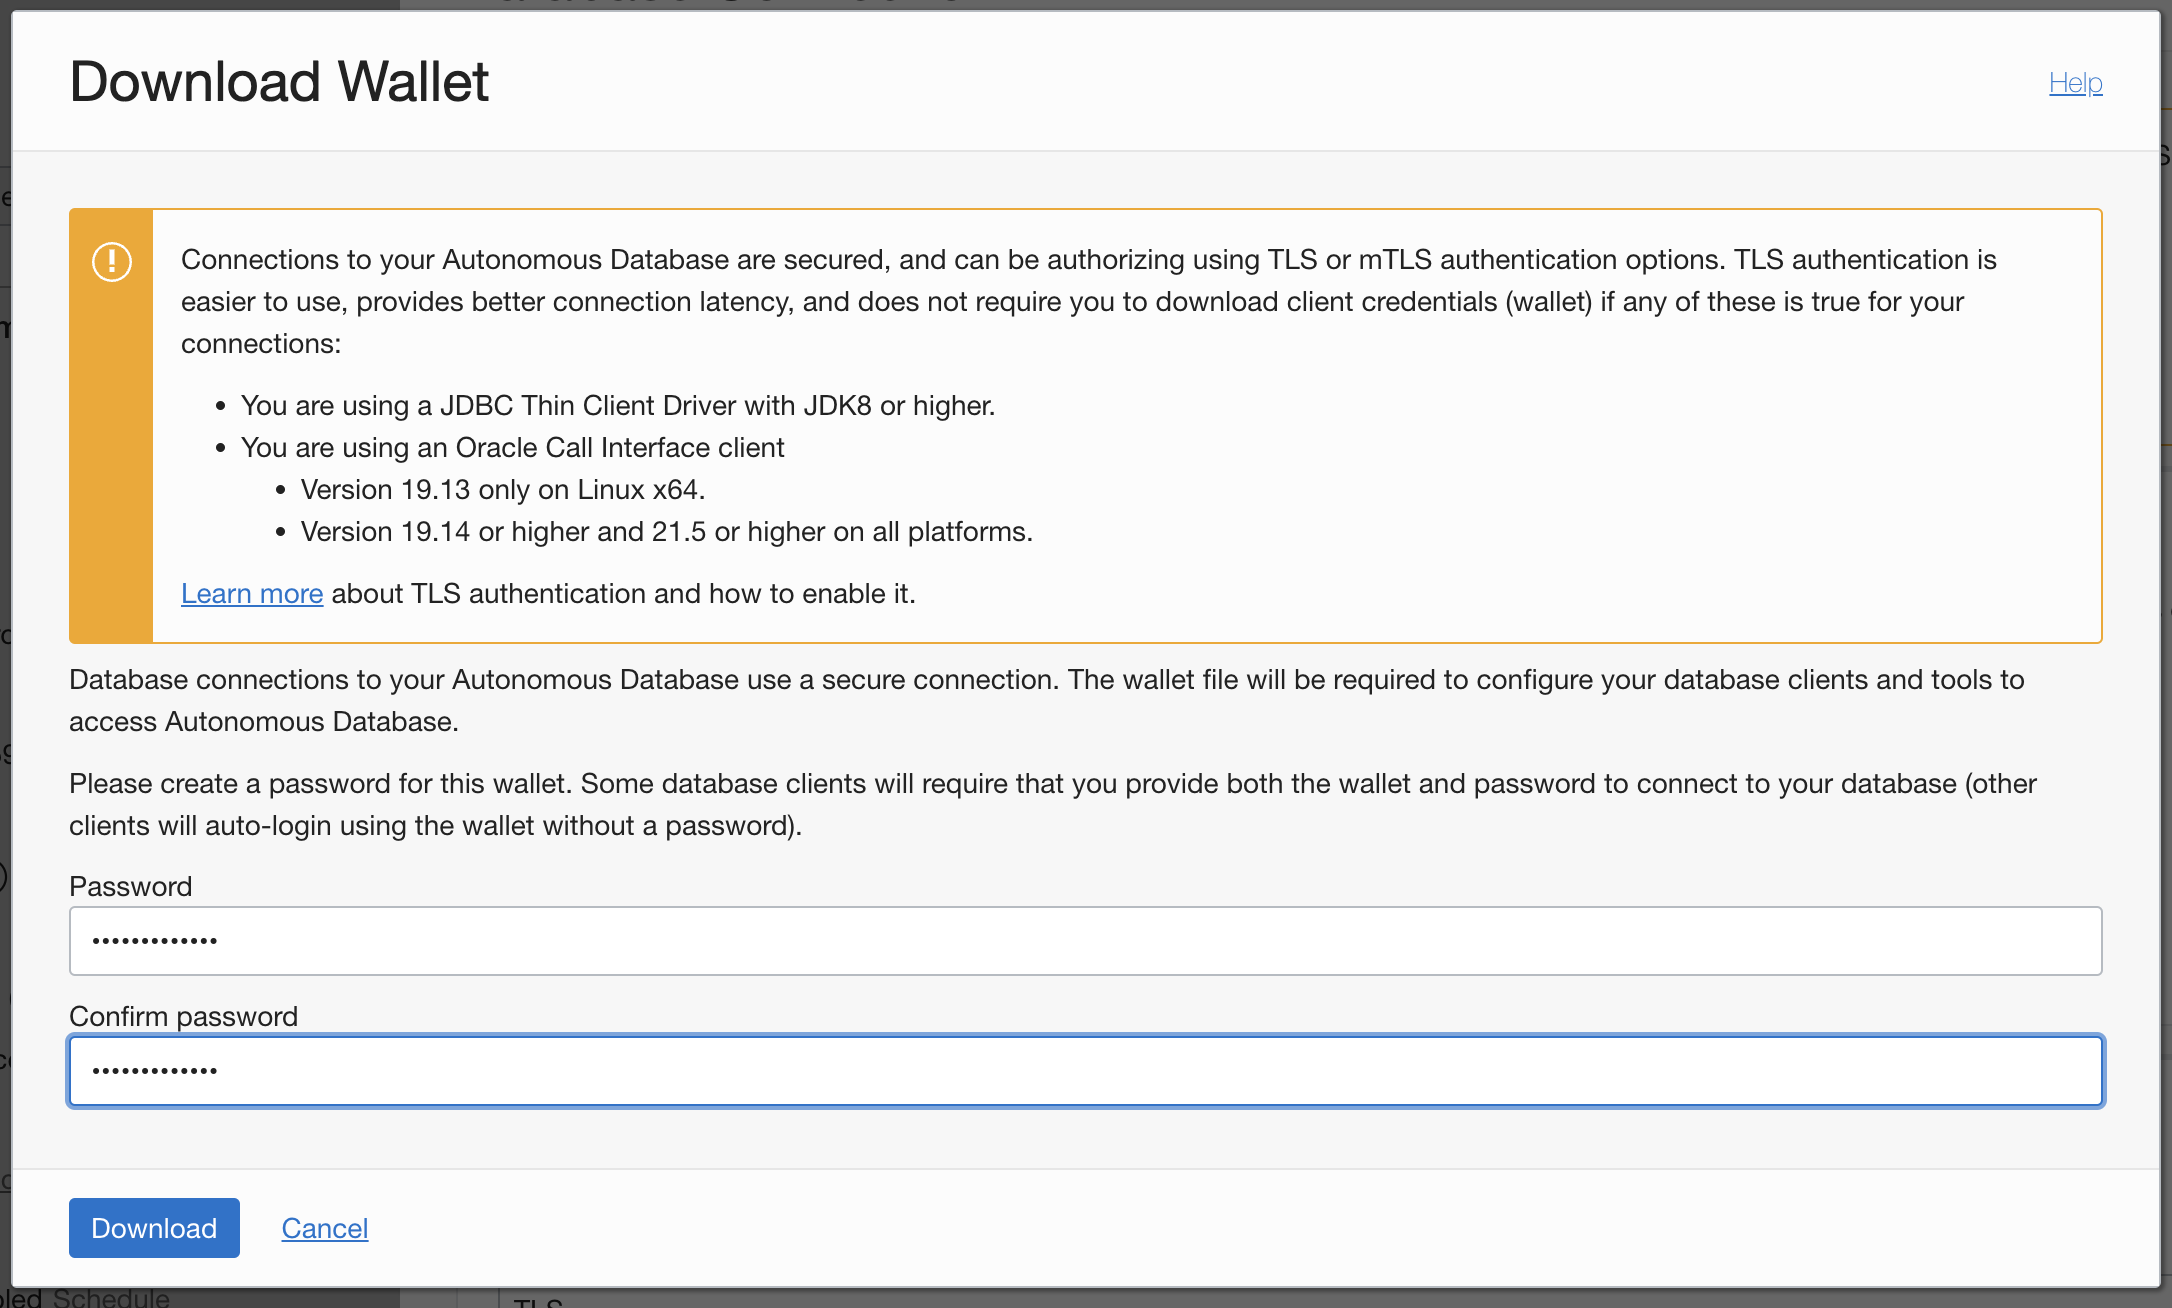 Download Wallet
Help
Connections to your Autonomous Database are secured, and can be authorizing using TLS or mTLS authentication options. TLS authentication is
easier to use, provides better connection latency, and does not require you to download client credentials (wallet) if any of these is true for your
connections:
• You are using a JDBC Thin Client Driver with JDK8 or higher.
• You are using an Oracle Call Interface client
• Version 19.13 only on Linux x64.
• Version 19.14 or higher and 21.5 or higher on all platforms.
Learn more about TLS authentication and how to enable it.
Database connections to your Autonomous Database use a secure connection. The wallet file will be required to configure your database clients and tools to
access Autonomous Database.
Please create a password for this wallet. Some database clients will require that you provide both the wallet and password to connect to your database (other
clients will auto-login using the wallet without a password).
Password
•••••••••••••
Confirm password
•••••••••••••
Download
Cancel
Schedule
TLS